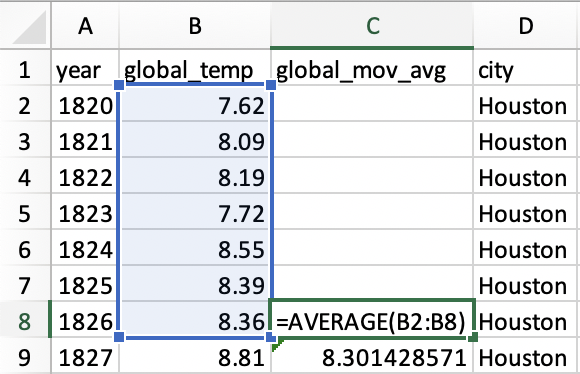 A B C D
1 year global_temp global_mov_avg city
2 1820 7.62 Houston
3 1821 8.09 Houston
4 1822 8.19 Houston
5 1823 7.72 Houston
6 1824 8.55 Houston
7 1825 8.39 Houston
8 1826 8.36 =AVERAGE(B2:B8) Houston
9 1827 8.81 8.301428571 Houston